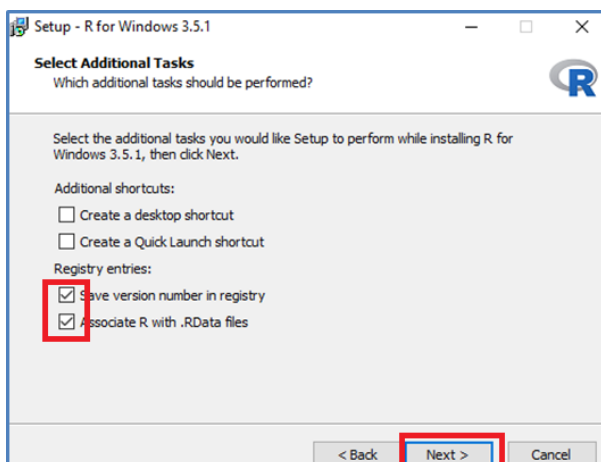 Setup - R for Windows 3.5.1
Select Additional Tasks
Which additional tasks should be performed?
R
Select the additional tasks you would like Setup to perform while installing R for
Windows 3.5.1, then click Next.
Additional shortcuts:
Create a desktop shortcut
Create a Quick Launch shortcut
Registry entries:
Save version number in registry
Associate R with .RData files
< Back Next > Cancel